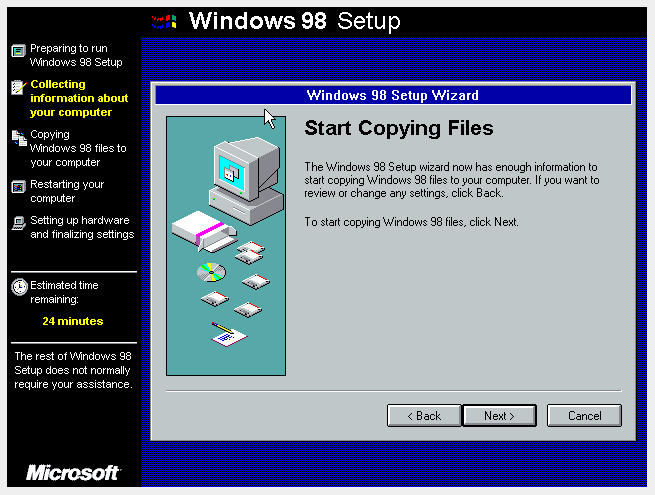 Windows 98 Setup
Preparing to run
Windows 98 Setup
Collecting
information about
your computer
Copying
Windows 98 files to
your computer
Restarting your
computer
Setting up hardware
and finalizing settings
Estimated time
remaining:
24 minutes
The rest of Windows 98
Setup does not normally
require your assistance.
Microsoft
Windows 98 Setup Wizard
Start Copying Files
The Windows 98 Setup wizard now has enough information to
start copying Windows 98 files to your computer. If you want to
review or change any settings, click Back.
To start copying Windows 98 files, click Next.
< Back
Next >
Cancel